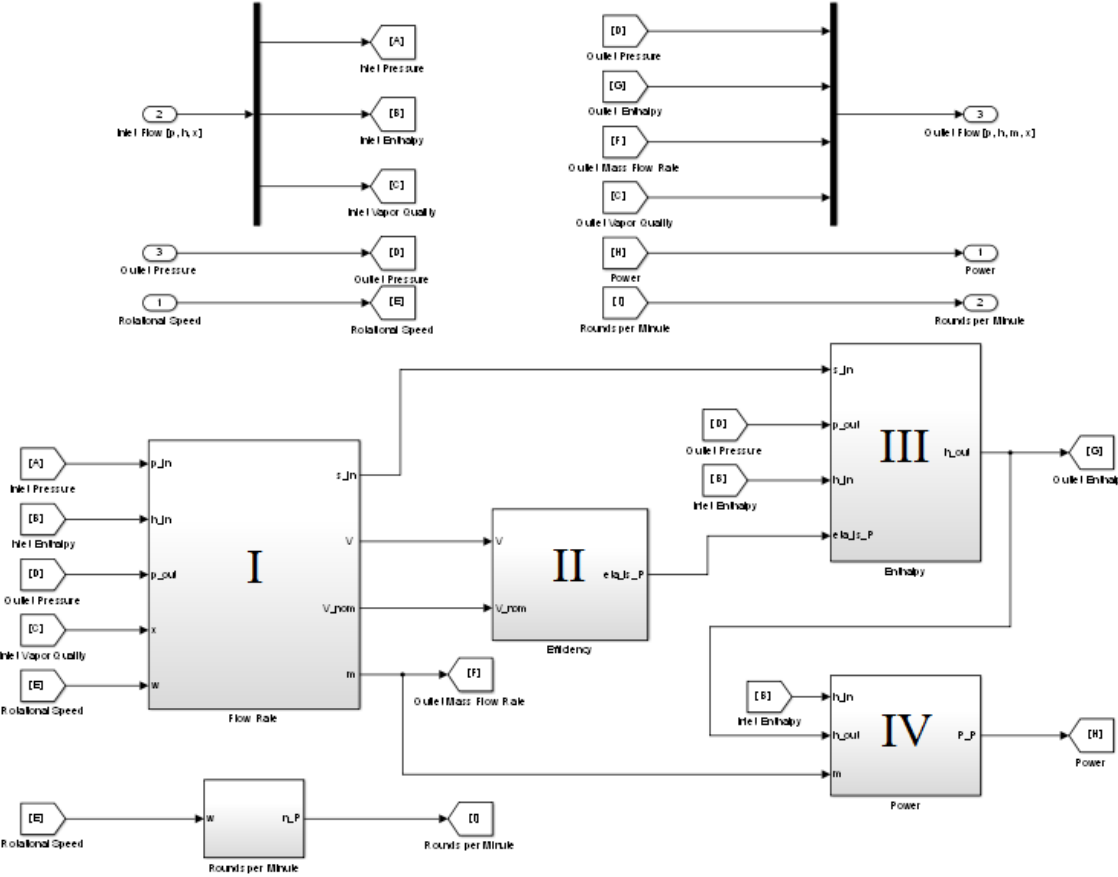 [A]
Inlet Pressure
2
Inlet Flow [p, h, x]
[B]
Inlet Enthalpy
[C]
Inlet Vapor Quality
3
Outlet Pressure
[D]
Outlet Pressure
1
Rotational Speed
[E]
Rotational Speed
[D]
Outlet Pressure
[G]
Outlet Enthalpy
3
Outlet Flow [p, h, m, x]
[F]
Outlet Mass Flow Rate
[C]
Outlet Vapor Quality
[H]
Power
1
Power
[I]
Rounds per Minute
2
Rounds per Minute
[A]
Inlet Pressure
[B]
Inlet Enthalpy
[D]
Outlet Pressure
[C]
Inlet Vapor Quality
[E]
Rotational Speed
p_in
h_in
p_out
x
w
I
s_in
V
V_nom
m
Flow Rate
[F]
Outlet Mass Flow Rate
V
V_nom
II
eta_is_P
Efficiency
[D]
Outlet Pressure
[B]
Inlet Enthalpy
s_in
p_out
h_in
eta_is_P
III
h_out
Enthalpy
[G]
Outlet Enthalp
[B]
Inlet Enthalpy
h_in
h_out
m
IV
P_P
Power
[H]
Power
[E]
Rotational Speed
w
n_P
Rounds per Minute
[I]
Rounds per Minute